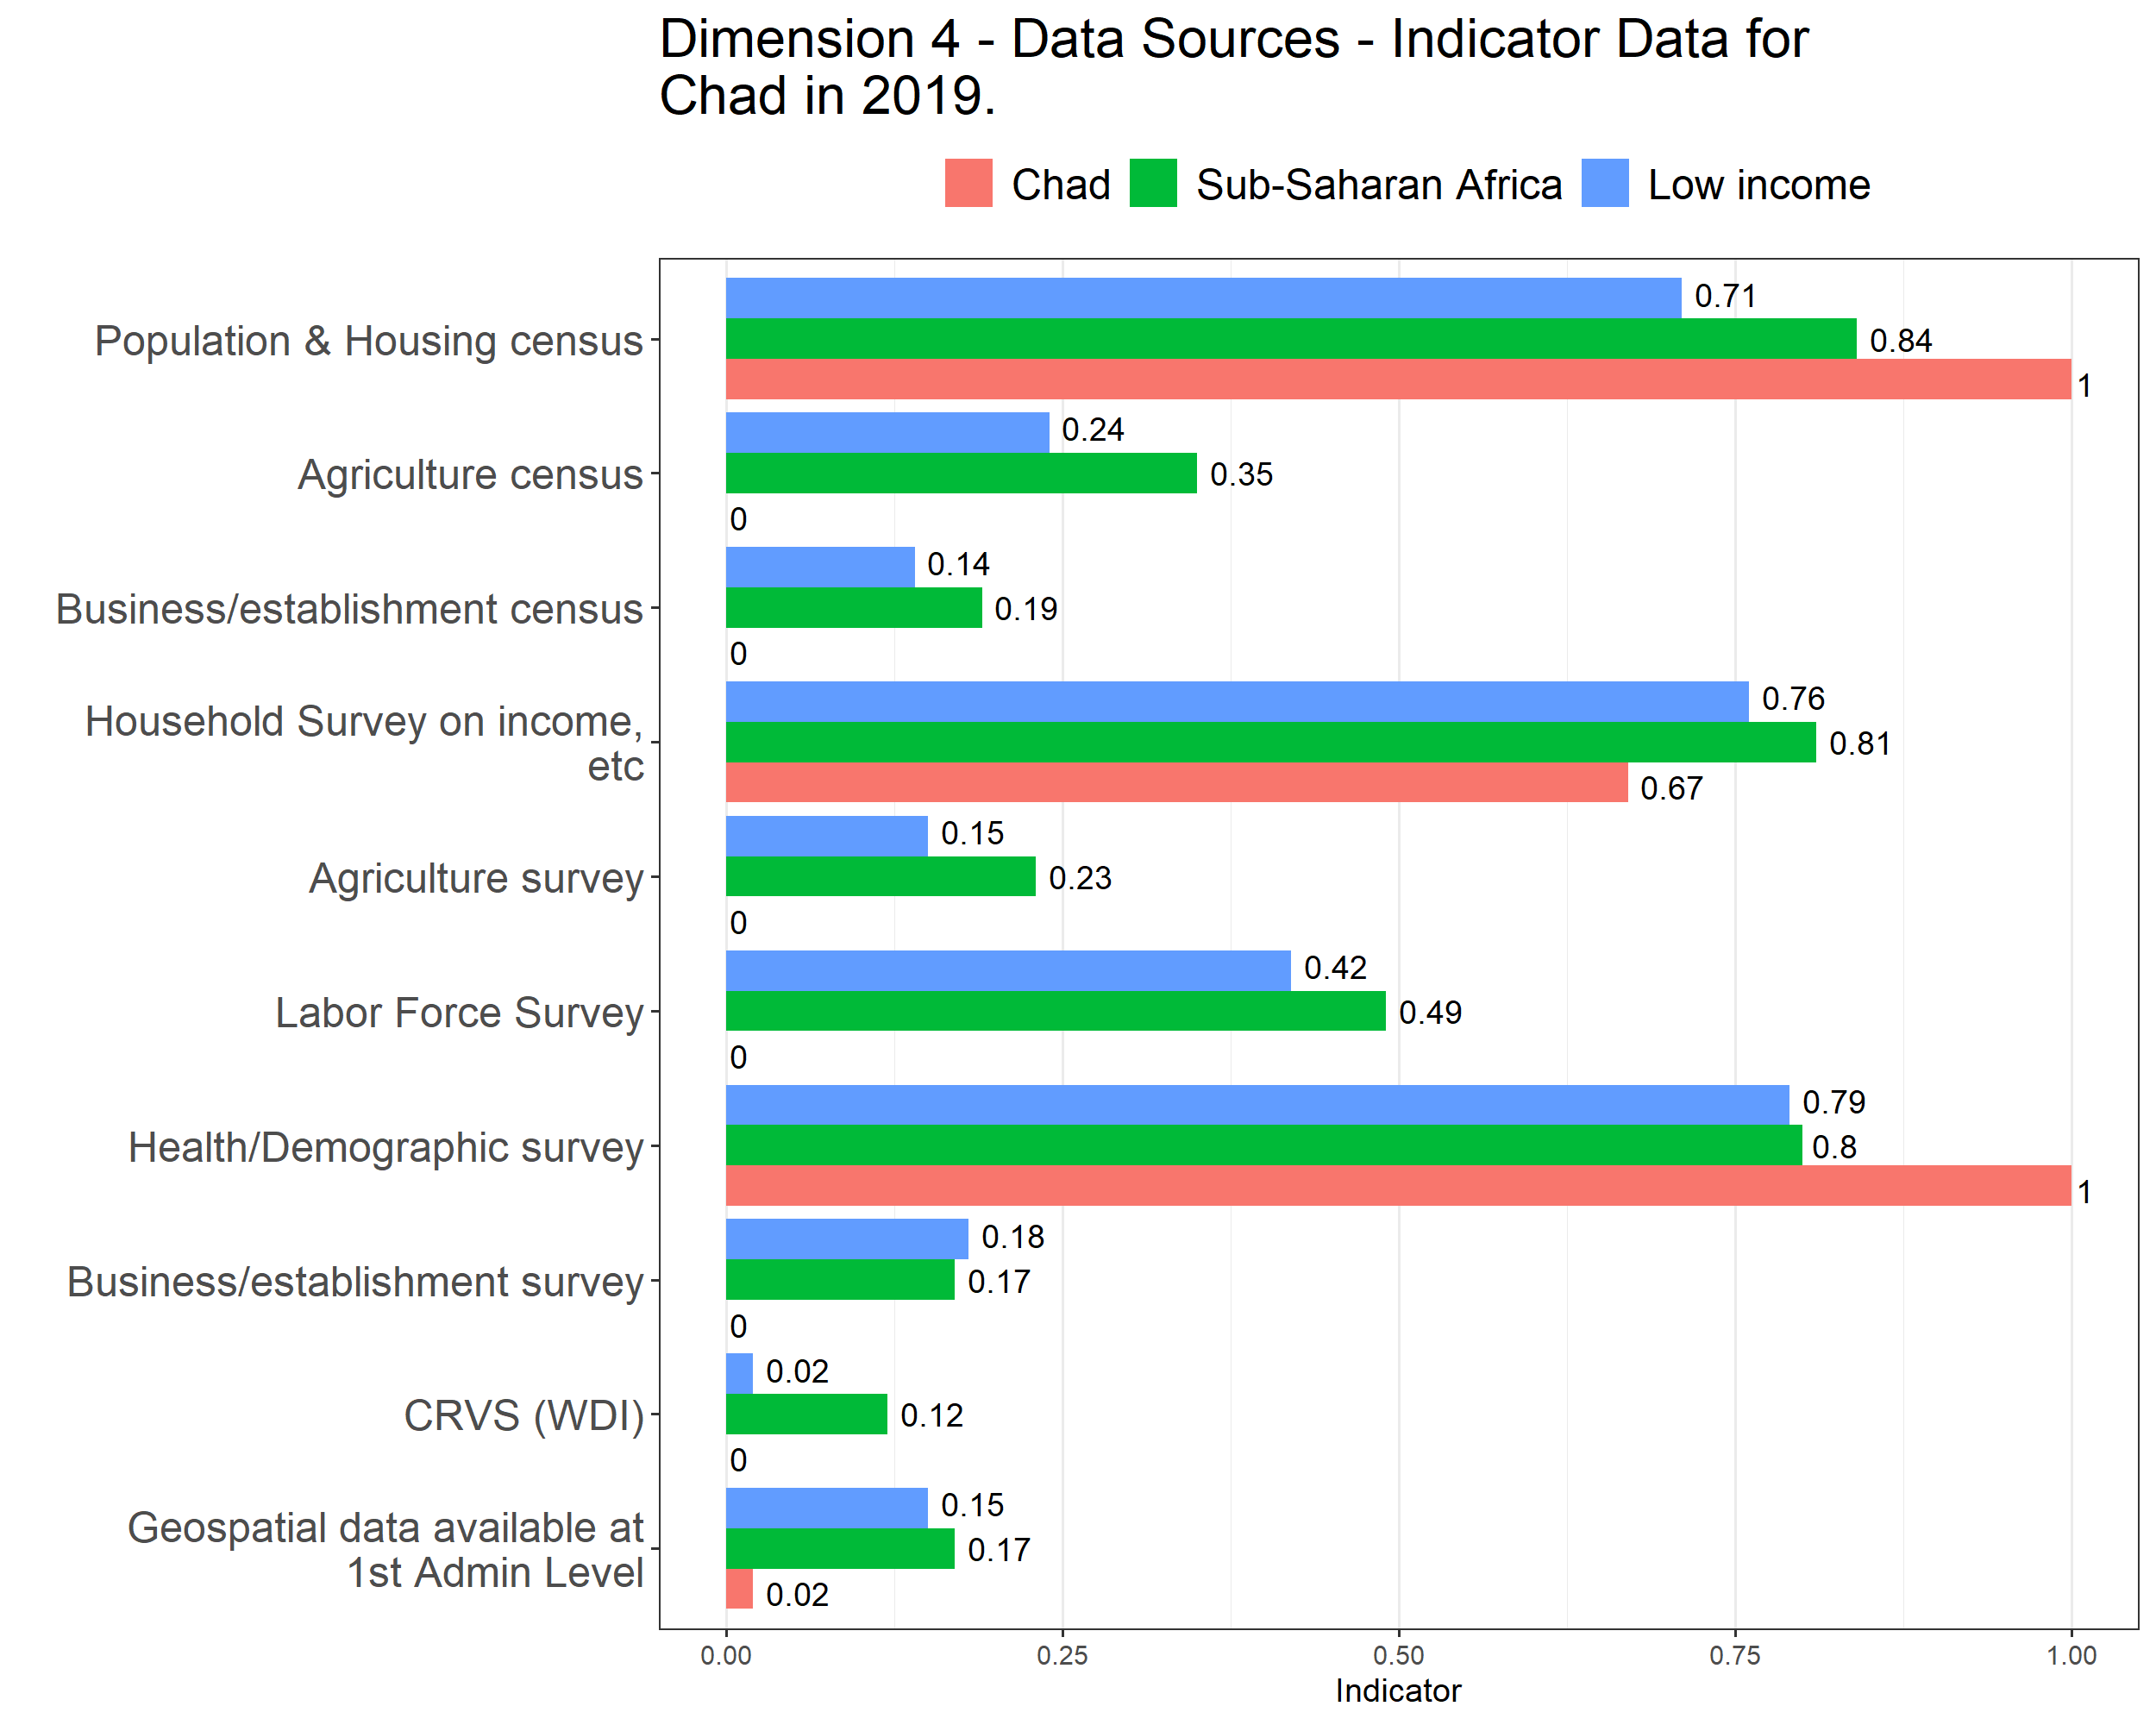 Dimension 4 - Data Sources - Indicator Data for
Chad in 2019.
Chad Sub-Saharan Africa Low income
Population & Housing census
0.71
0.84
1
Agriculture census
0.24
0.35
0
Business/establishment census
0.14
0.19
0
Household Survey on income,
etc
0.76
0.81
0.67
Agriculture survey
0.15
0.23
0
Labor Force Survey
0.42
0.49
0
Health/Demographic survey
0.79
0.8
1
Business/establishment survey
0.18
0.17
0
CRVS (WDI)
0.02
0.12
0
Geospatial data available at
1st Admin Level
0.15
0.17
0.02
0.00 0.25 0.50 0.75 1.00
Indicator